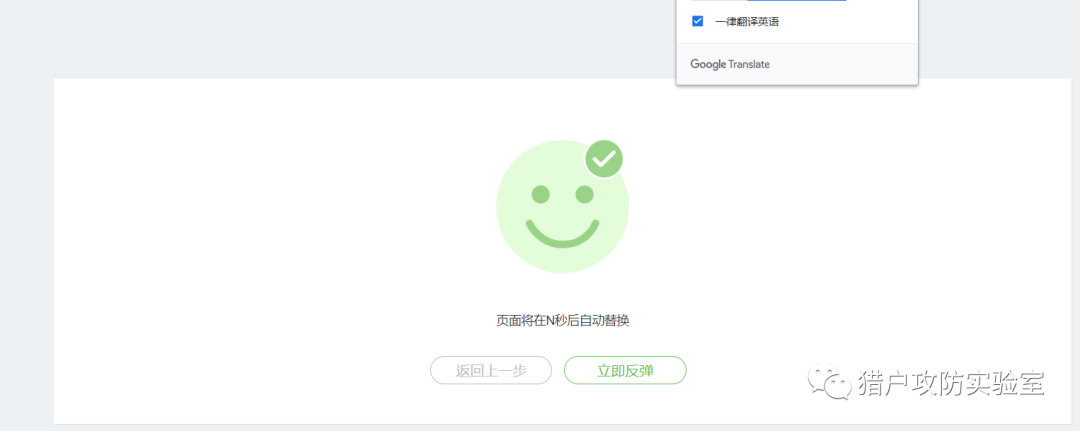 一律翻译英语
Google Translate
页面将在N秒后自动替换
返回上一步
立即反弹
猎户攻防实验室